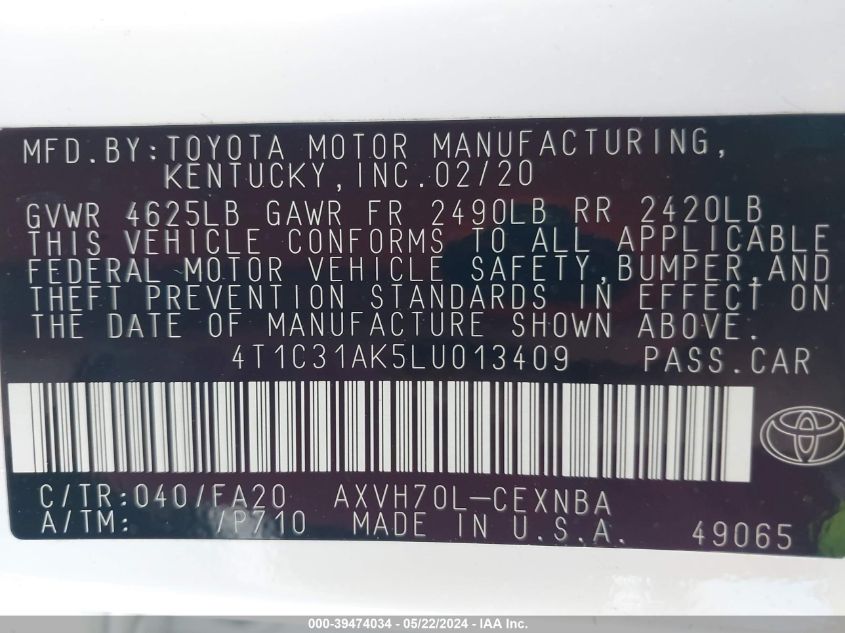 MFD.BY:TOYOTA MOTOR MANUFACTURING,
KENTUCKY,INC.02/20
GVWR 4625LB GAWR FR 2490LB RR 2420LB
THIS VEHICLE CONFORMS TO ALL APPLICABLE
FEDERAL MOTOR VEHICLE SAFETY,BUMPER,AND
THEFT PREVENTION STANDARDS IN EFFECT ON
THE DATE OF MANUFACTURE SHOWN ABOVE.
4T1C31AK5LU013409 PASS.CAR
C/TR:040/FA20 AXVH70L-CEXNBA
A/TM: /P710 MADE IN U.S.A. 49065
000-39474034 - 05/22/2024 - IAA Inc.